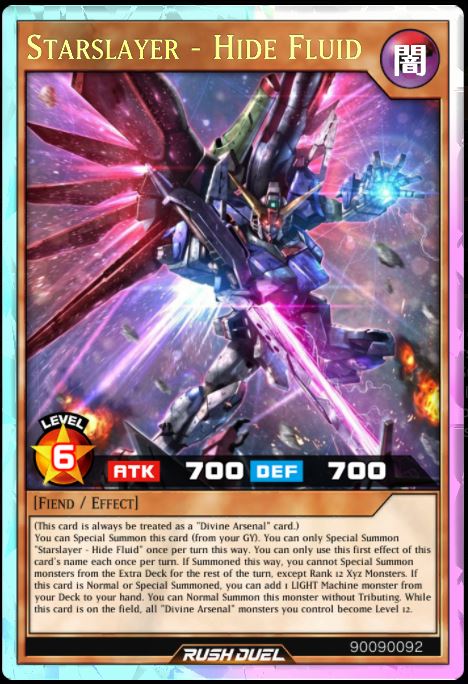 Starslayer - Hide Fluid
闇
LEVEL
6
ATK 700 DEF 700
[Fiend / Effect]
(This card is always be treated as a "Divine Arsenal" card.)
You can Special Summon this card (from your GY). You can only Special Summon
"Starslayer - Hide Fluid" once per turn this way. You can only use this first effect of this
card's name each once per turn. If Summoned this way, you cannot Special Summon
monsters from the Extra Deck for the rest of the turn, except Rank 12 Xyz Monsters. If
this card is Normal or Special Summoned, you can add 1 LIGHT Machine monster from
your Deck to your hand. You can Normal Summon this monster without Tributing. While
this card is on the field, all "Divine Arsenal" monsters you control become Level 12.
RUSH DUEL
90090092